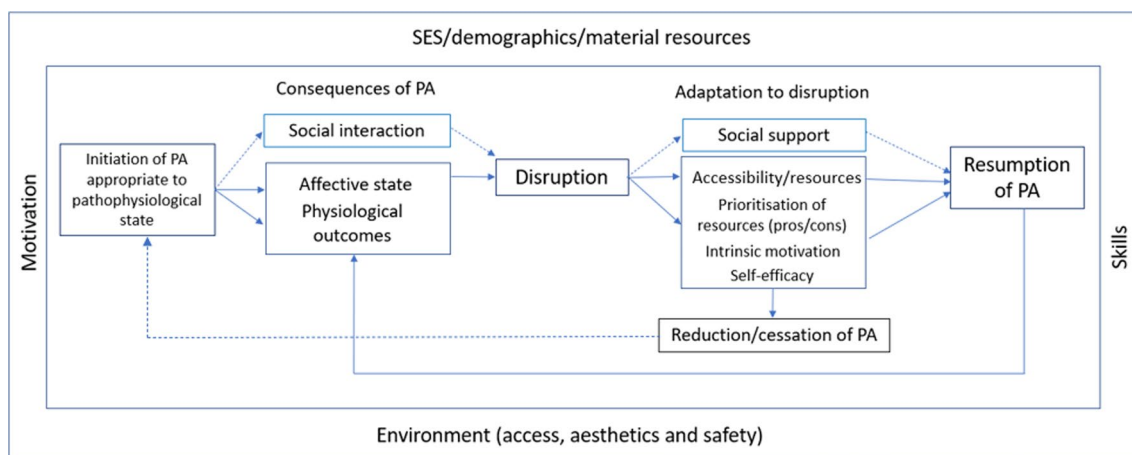 SES/demographics/material resources
Consequences of PA
Adaptation to disruption
Social interaction
Social support
Initiation of PA
appropriate to
pathophysiological
state
Affective state
Physiological
outcomes
Disruption
Accessibility/resources
Prioritisation of
resources (pros/cons)
Intrinsic motivation
Self-efficacy
Resumption
of PA
Reduction/cessation of PA
Motivation
Skills
Environment (access, aesthetics and safety)